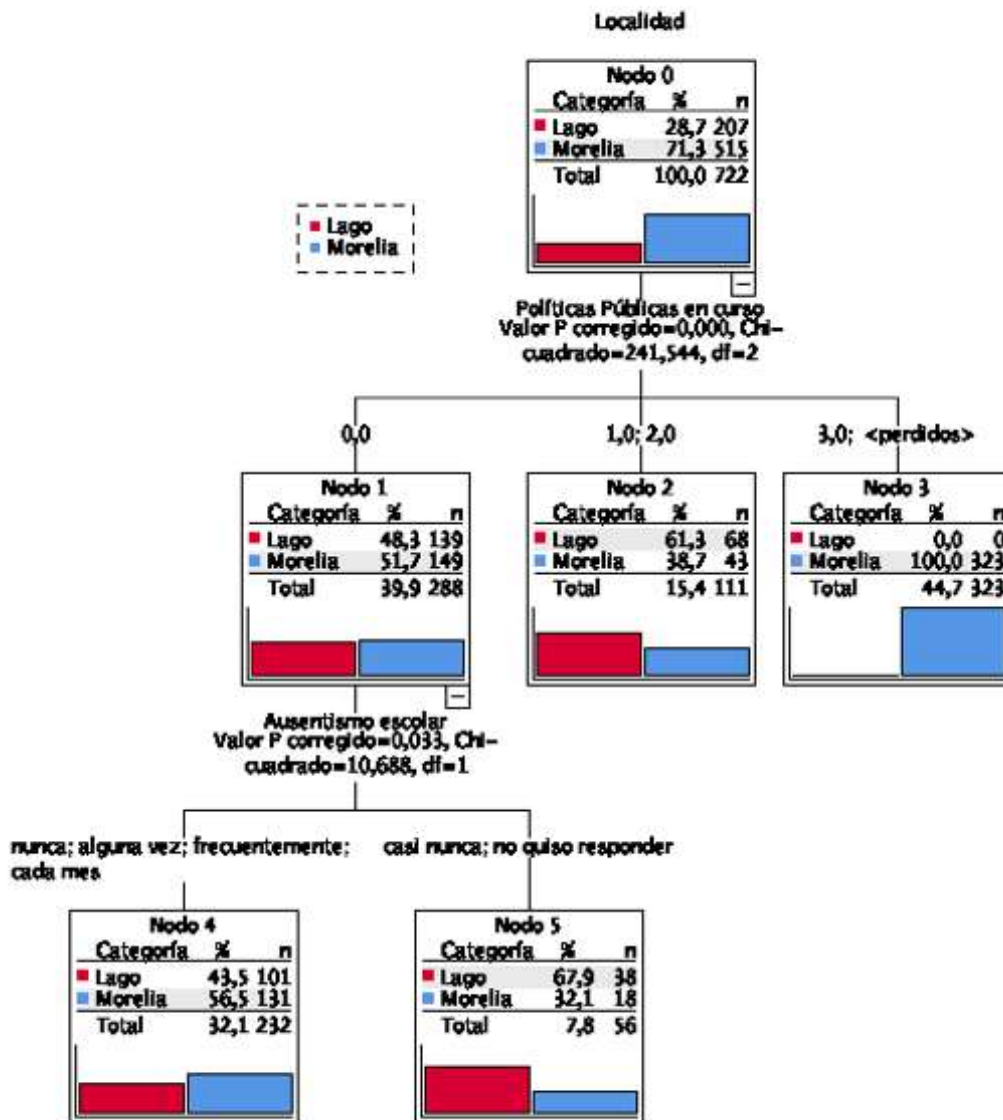 Localidad
Nodo 0
Categoría % n
Lago 28,7 207
Morelia 71,3 515
Total 100,0 722
Lago
Morelia
Políticas Públicas en curso
Valor P corregido=0,000, Chi-
cuadrado=241,544, df=2
0,0
1,0; 2,0
3,0; <perdidos>
Nodo 1
Categoría % n
Lago 48,3 139
Morelia 51,7 149
Total 39,9 288
Nodo 2
Categoría % n
Lago 61,3 68
Morelia 38,7 43
Total 15,4 111
Nodo 3
Categoría % n
Lago 0,0 0
Morelia 100,0 323
Total 44,7 323
Ausentismo escolar
Valor P corregido=0,033, Chi-
cuadrado=10,688, df=1
nunca; alguna vez; frecuentemente;
cada mes
casi nunca; no quiso responder
Nodo 4
Categoría % n
Lago 43,5 101
Morelia 56,5 131
Total 32,1 232
Nodo 5
Categoría % n
Lago 67,9 38
Morelia 32,1 18
Total 7,8 56